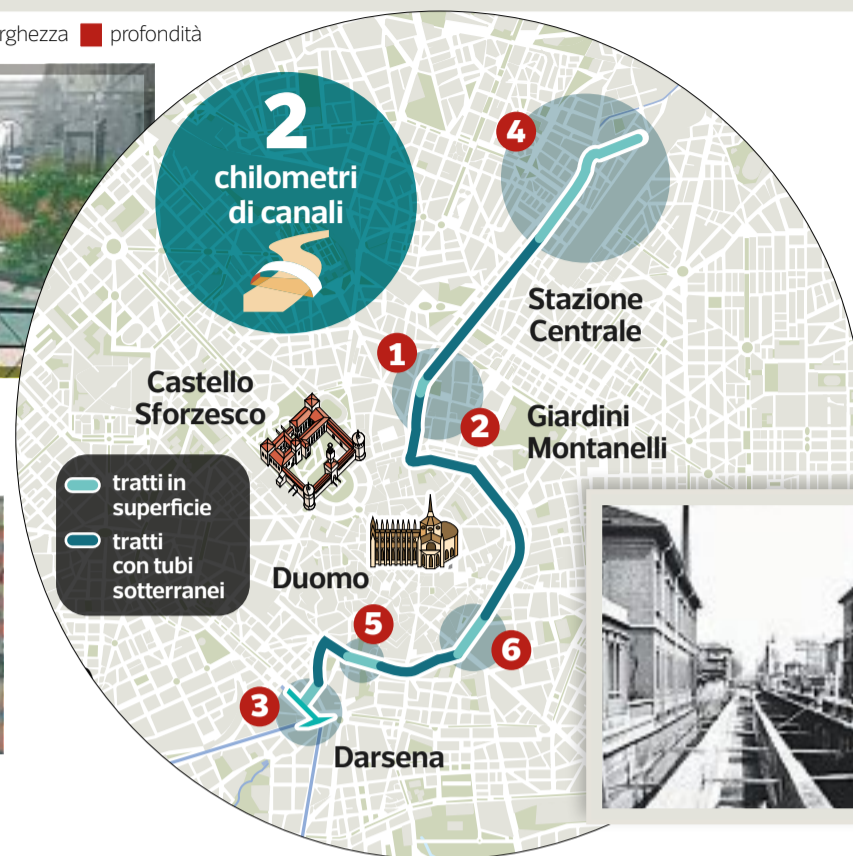 profondità
4
2
chilometri
di canali
Stazione
Centrale
1
Castello
Sforzesco
2
Giardini
Montanelli
tratti in
superficie
tratti
con tubi
sotterranei
Duomo
5
6
3
Darsena